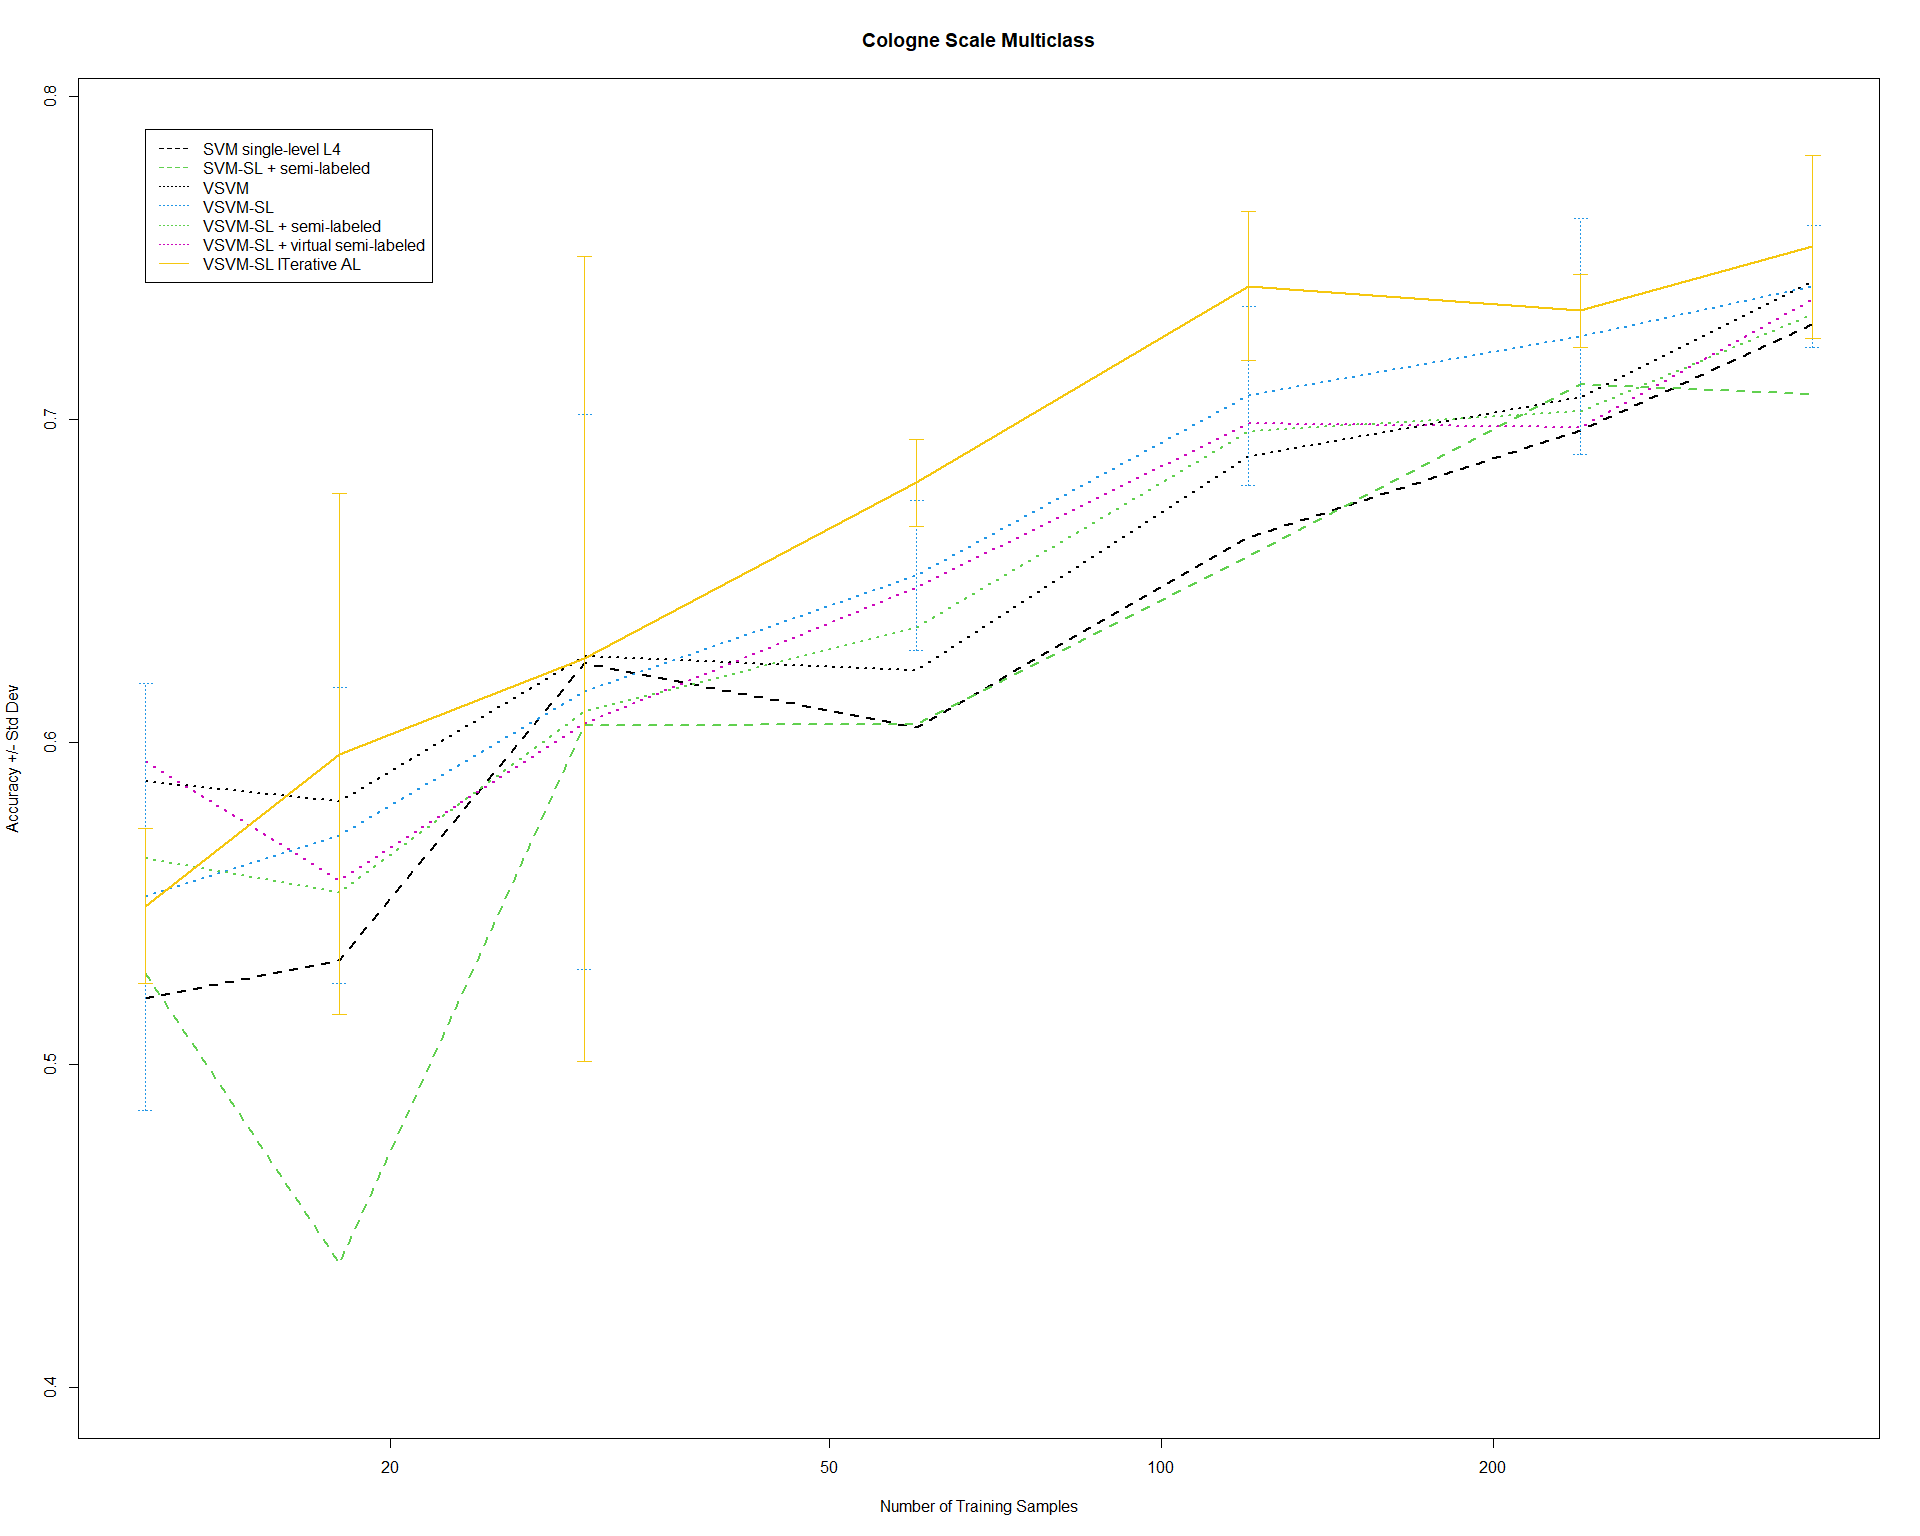 Cologne Scale Multiclass
0.8
SVM single-level L4
SVM-SL + semi-labeled
VSVM
VSVM-SL
VSVM-SL + semi-labeled
VSVM-SL + virtual semi-labeled
VSVM-SL ITerative AL
0.7
0.6
0.5
0.4
Accuracy +/- Std Dev
20
50
100
200
Number of Training Samples